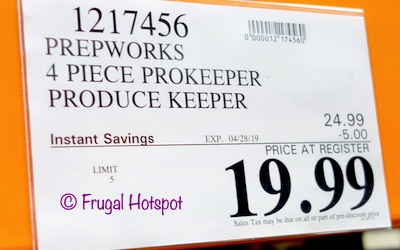 1217456
0000012174560
PREPWORKS
4 PIECE PROKEEPER
PRODUCE KEEPER
24.99
Instant Savings EXP. 04/28/19 -5.00
PRICE AT REGISTER
LIMIT
5
19.99
© Frugal Hotspot
Sales Tax may be due on all or part of pre-discount price